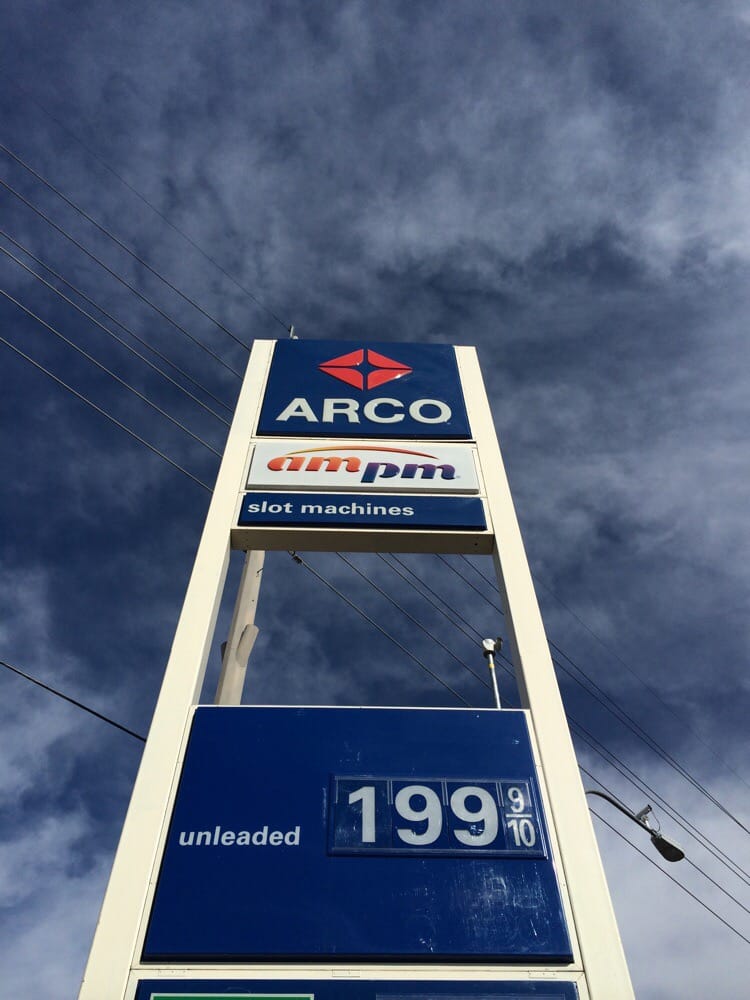 ARCO
ampm
slot machines
unleaded 199 9/10